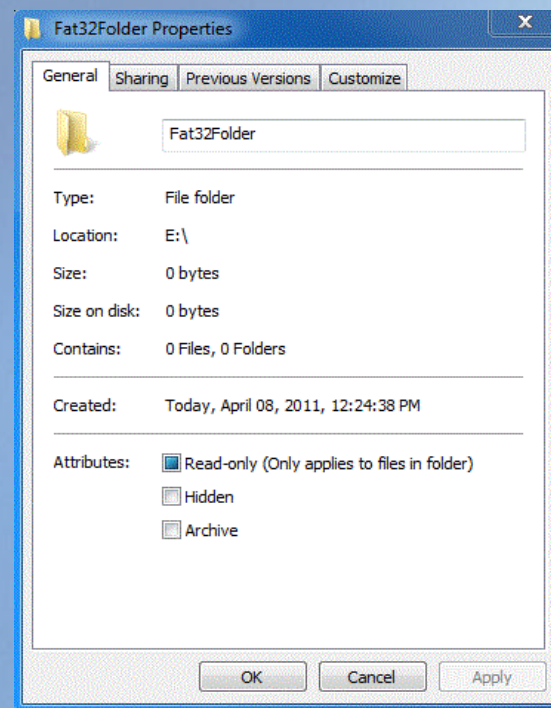 Fat32Folder Properties
X
General Sharing Previous Versions Customize
Fat32Folder
Type: File folder
Location: E:\
Size: 0 bytes
Size on disk: 0 bytes
Contains: 0 Files, 0 Folders
Created: Today, April 08, 2011, 12:24:38 PM
Attributes: Read-only (Only applies to files in folder)
Hidden
Archive
OK Cancel Apply